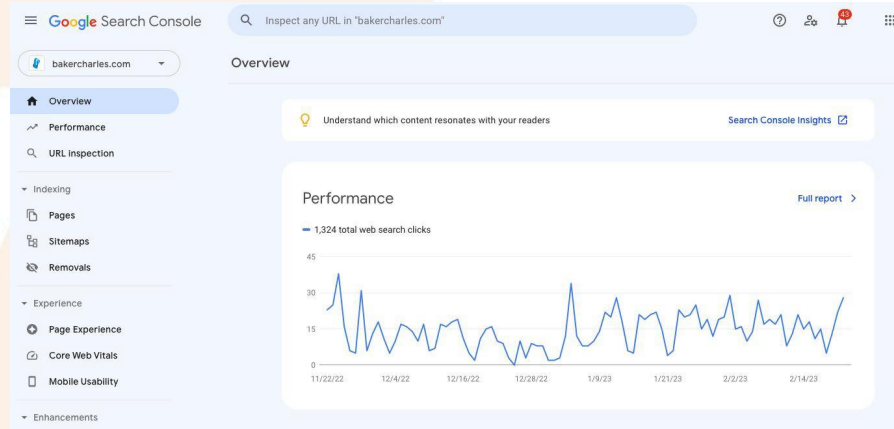 Google Search Console
Inspect any URL in "bakercharles.com"
43
bakercharles.com
Overview
Overview
Performance
URL inspection
Indexing
Pages
Sitemaps
Removals
Experience
Page Experience
Core Web Vitals
Mobile Usability
Enhancements
Understand which content resonates with your readers
Search Console Insights
Performance
Full report
1,324 total web search clicks
45
30
15
0
11/22/22 12/4/22 12/16/22 12/28/22 1/9/23 1/21/23 2/2/23 2/14/23